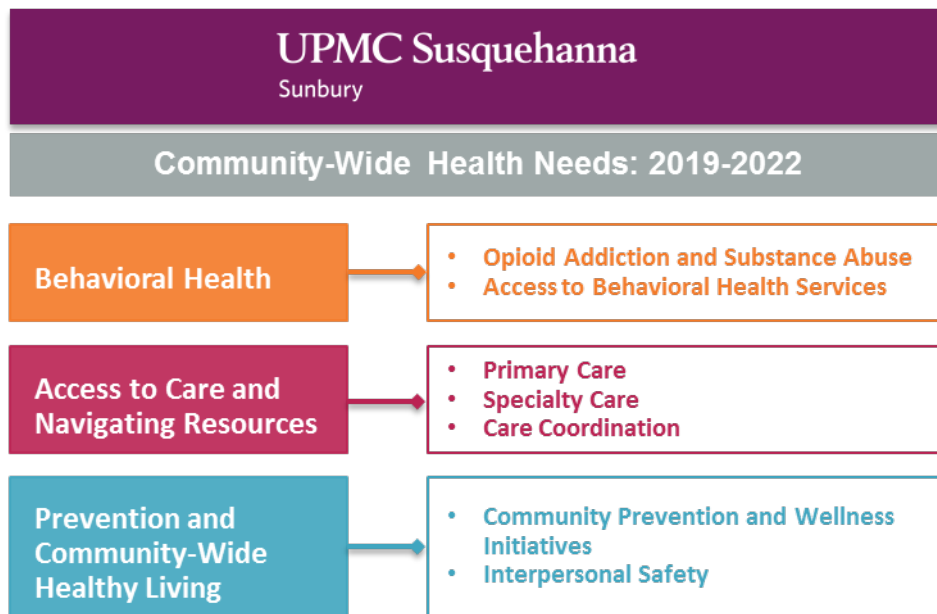 UPMC Susquehanna
Sunbury
Community-Wide Health Needs: 2019-2022
Behavioral Health
• Opioid Addiction and Substance Abuse
• Access to Behavioral Health Services
Access to Care and
Navigating Resources
• Primary Care
• Specialty Care
• Care Coordination
Prevention and
Community-Wide
Healthy Living
• Community Prevention and Wellness
Initiatives
• Interpersonal Safety